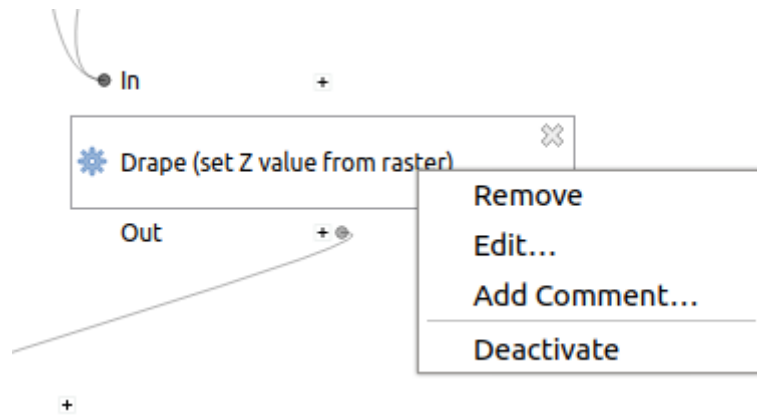 In
Drape (set Z value from raster)
Remove
Edit…
Out
Add Comment…
Deactivate